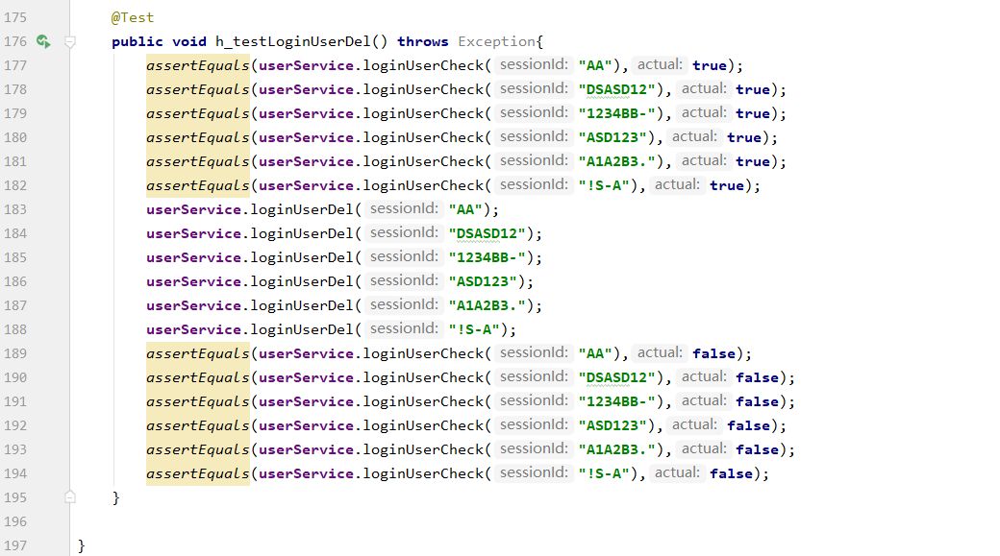 175 @Test
176 public void h_testLoginUserDel() throws Exception{
177 assertEquals(userService.loginUserCheck( sessionId: "AA"), actual: true);
178 assertEquals(userService.loginUserCheck( sessionId: "DSASD12"), actual: true);
179 assertEquals(userService.loginUserCheck( sessionId: "1234BB-"), actual: true);
180 assertEquals(userService.loginUserCheck( sessionId: "ASD123"), actual: true);
181 assertEquals(userService.loginUserCheck( sessionId: "A1A2B3."), actual: true);
182 assertEquals(userService.loginUserCheck( sessionId: "!S-A"), actual: true);
183 userService.loginUserDel( sessionId: "AA");
184 userService.loginUserDel( sessionId: "DSASD12");
185 userService.loginUserDel( sessionId: "1234BB-");
186 userService.loginUserDel( sessionId: "ASD123");
187 userService.loginUserDel( sessionId: "A1A2B3.");
188 userService.loginUserDel( sessionId: "!S-A");
189 assertEquals(userService.loginUserCheck( sessionId: "AA"), actual: false);
190 assertEquals(userService.loginUserCheck( sessionId: "DSASD12"), actual: false);
191 assertEquals(userService.loginUserCheck( sessionId: "1234BB-"), actual: false);
192 assertEquals(userService.loginUserCheck( sessionId: "ASD123"), actual: false);
193 assertEquals(userService.loginUserCheck( sessionId: "A1A2B3."), actual: false);
194 assertEquals(userService.loginUserCheck( sessionId: "!S-A"), actual: false);
195 }
196
197 }